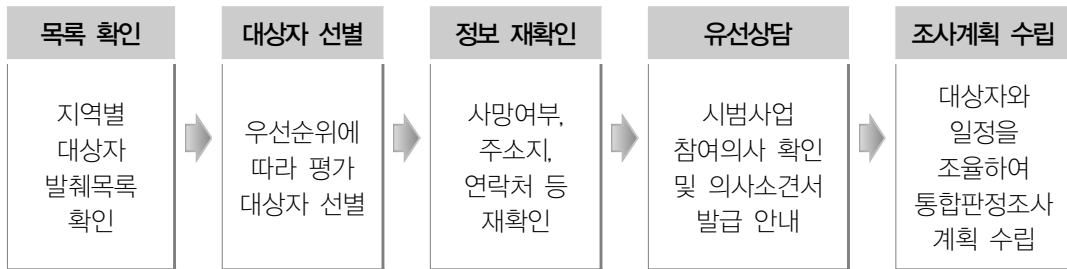 목록 확인
지역별
대상자
발췌목록
확인
대상자 선별
우선순위에
따라 평가
대상자 선별
정보 재확인
사망여부,
주소지,
연락처 등
재확인
유선상담
시범사업
참여의사 확인
및 의사소견서
발급 안내
조사계획 수립
대상자와
일정을
조율하여
통합판정조사
계획 수립